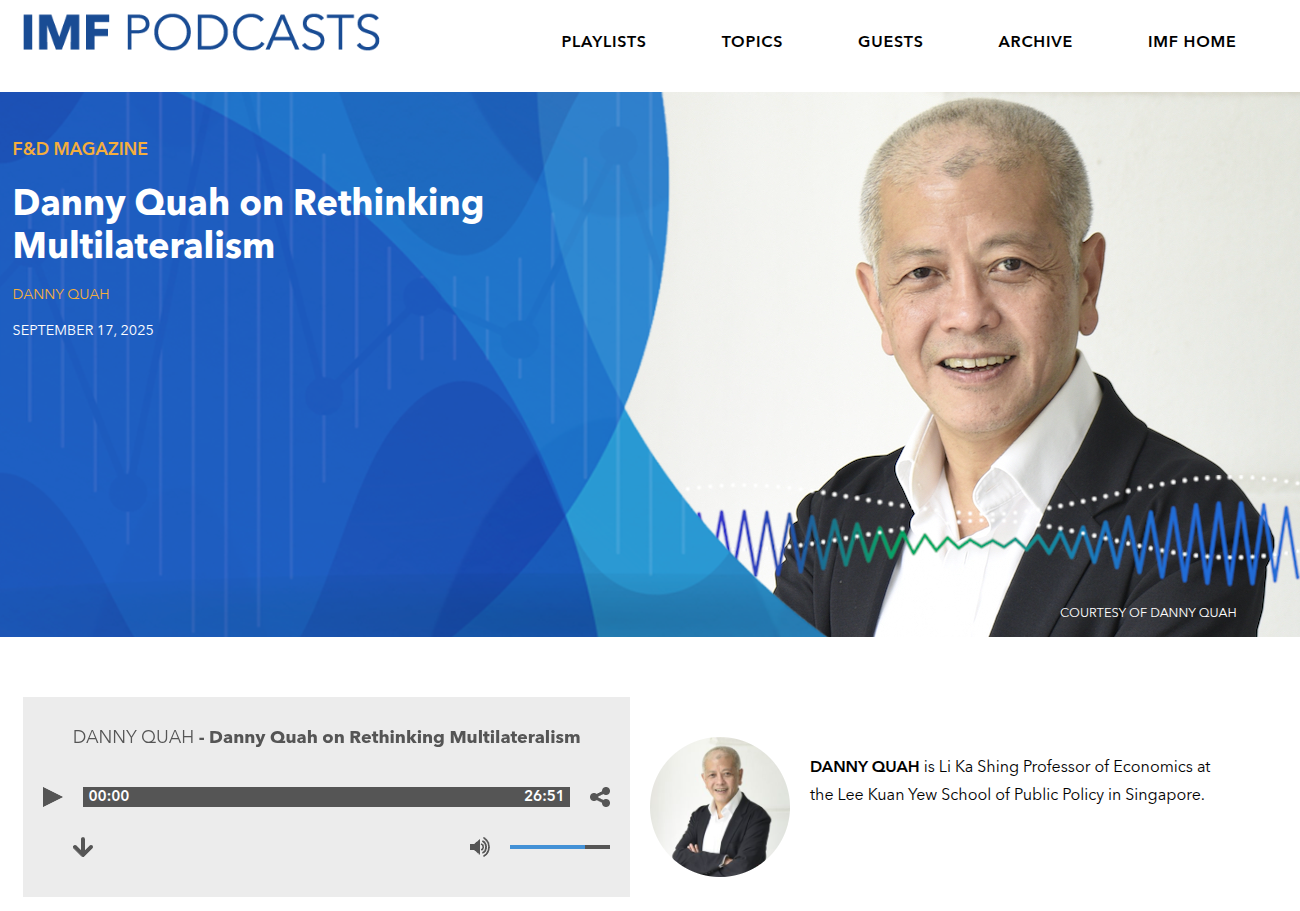 IMF PODCASTS
PLAYLISTS TOPICS GUESTS ARCHIVE IMF HOME
F&D MAGAZINE
Danny Quah on Rethinking
Multilateralism
DANNY QUAH
SEPTEMBER 17, 2025
COURTESY OF DANNY QUAH
DANNY QUAH - Danny Quah on Rethinking Multilateralism
00:00 26:51
DANNY QUAH is Li Ka Shing Professor of Economics at
the Lee Kuan Yew School of Public Policy in Singapore.